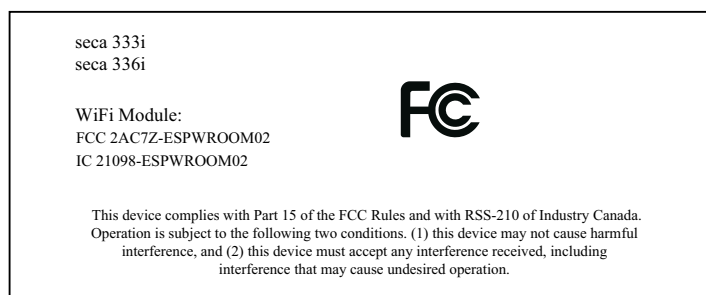 seca 333i
seca 336i
FC
WiFi Module:
FCC 2AC7Z-ESPWROOM02
IC 21098-ESPWROOM02
This device complies with Part 15 of the FCC Rules and with RSS-210 of Industry Canada.
Operation is subject to the following two conditions. (1) this device may not cause harmful
interference, and (2) this device must accept any interference received, including
interference that may cause undesired operation.